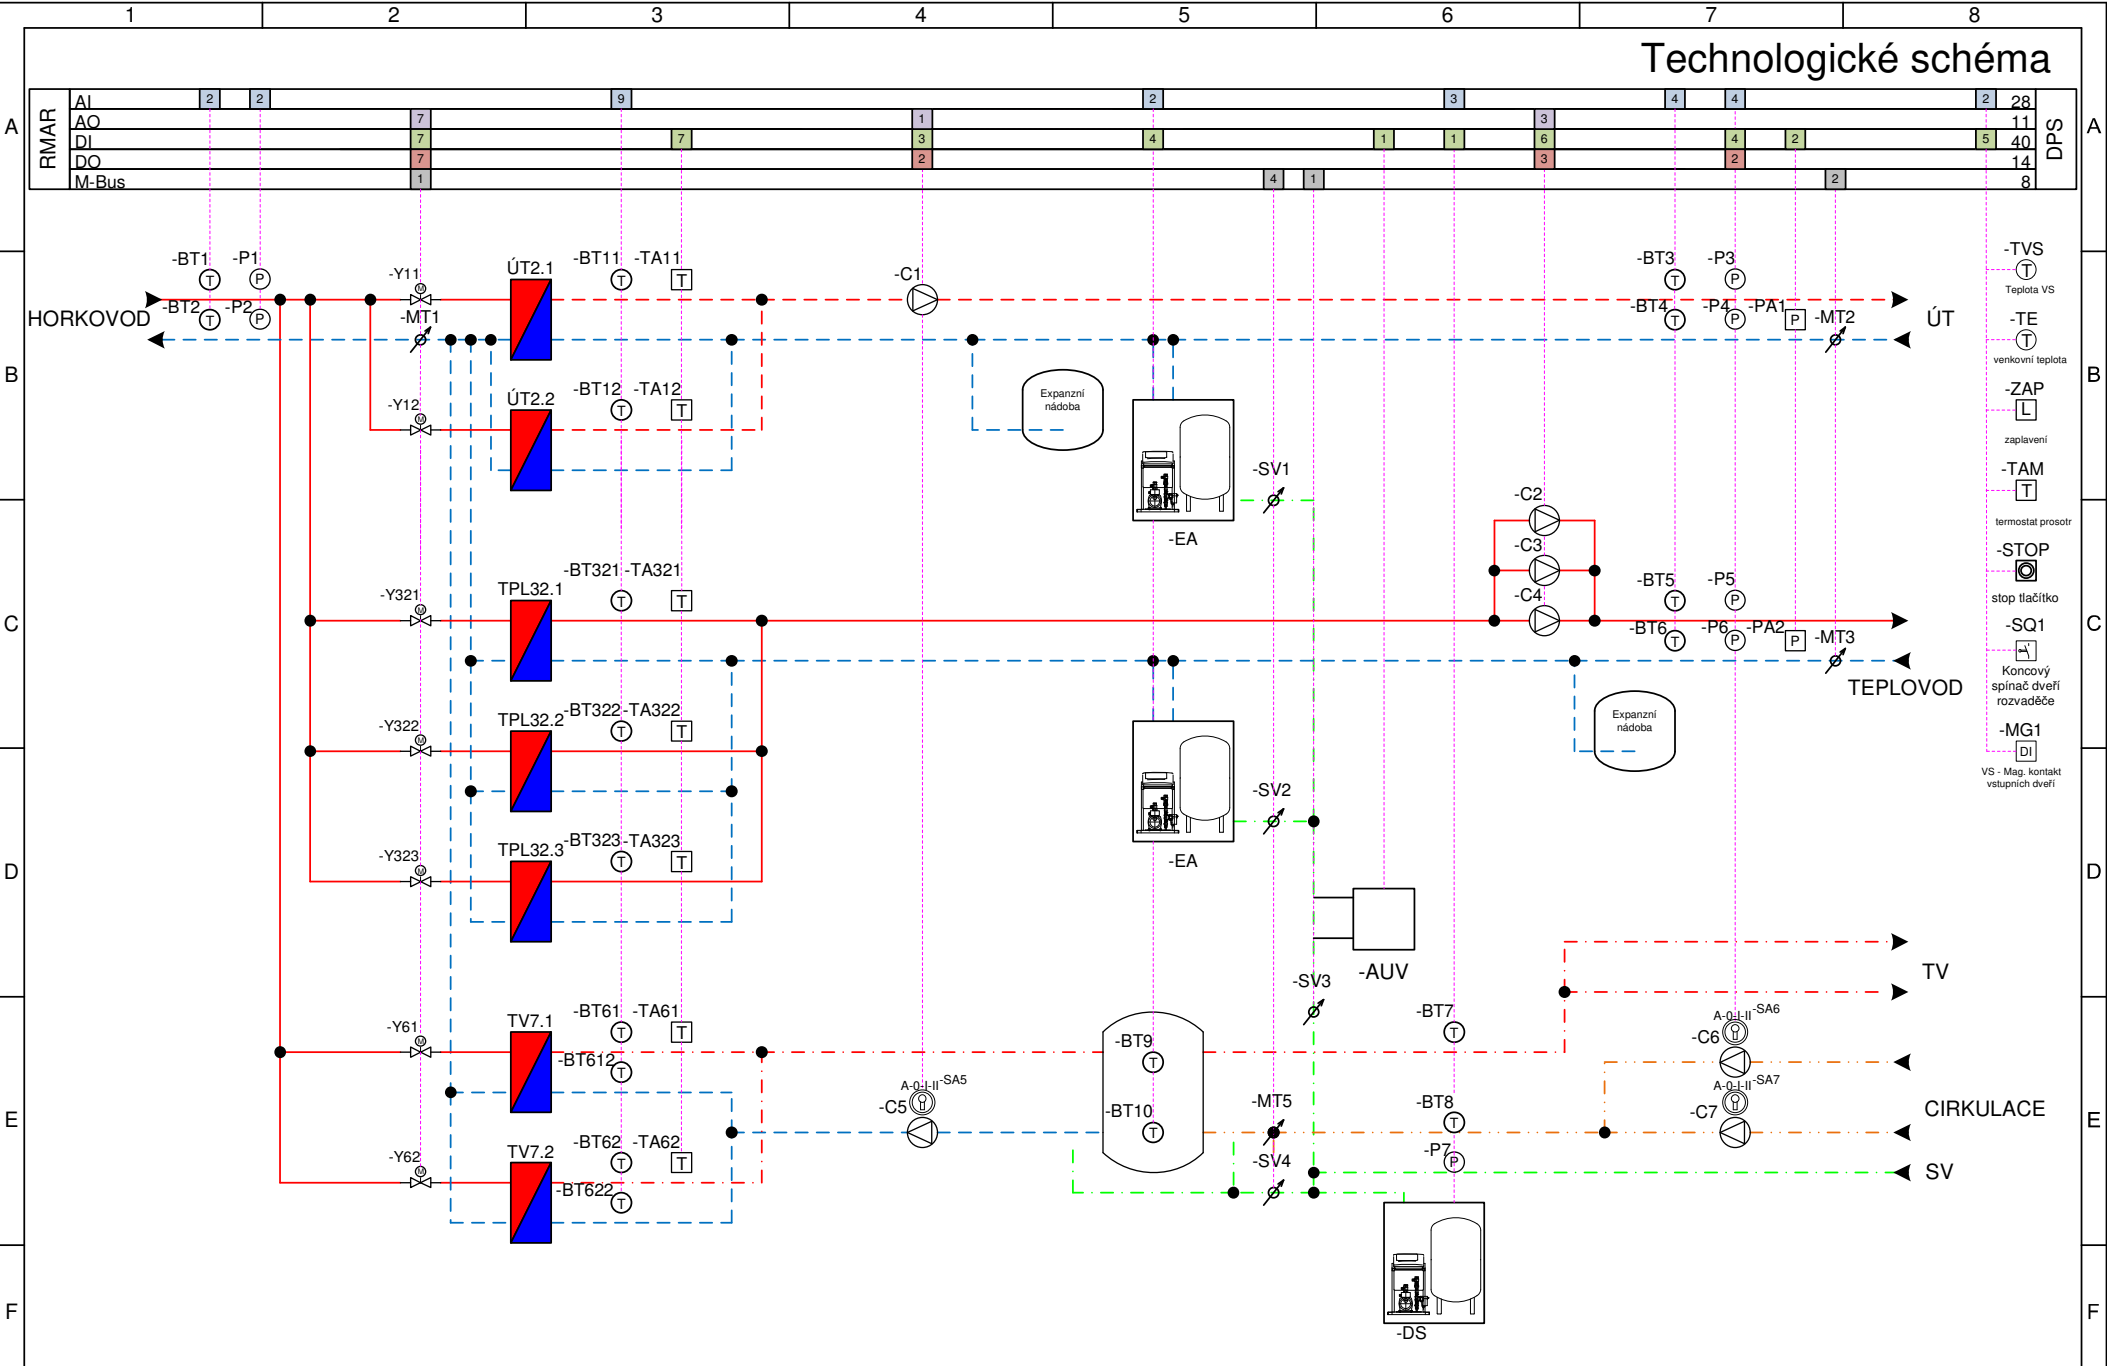 1 2 3 4 5 6 7 8
Technologické schéma
A RMAR AI 2 2 9 2 3 4 4 2 28 DPS A
AO 7 1 3 11
DI 7 7 3 4 1 1 6 4 2 5 40
DO 7 2 3 2 14
M-Bus 1 4 1 2 8
-BT1 -P1 -Y11 ÚT2.1 -BT11 -TA11 -C1 -BT3 -P3 -TVS
T P M T T T P T
Teplota VS
HORKOVOD -BT2 -P2 -MT1 -BT4 -P4 -PA1 -MT2 ÚT -TE
T P T P P T
venkovní teplota
B B
-Y12 ÚT2.2 -BT12 -TA12 Expanzní -ZAP
nádoba
M T T L
zaplavení
-SV1 -TAM
T
-C2 termostat prosotr
-EA -C3 -STOP
-Y321 TPL32.1 -BT321 -TA321 -C4 -BT5 -P5 stop tlačítko
M T T T P
C -BT6 -P6 -PA2 -MT3 -SQ1 C
T P P
TEPLOVOD Koncový
spínač dveří
rozvaděče
-Y322 TPL32.2 -BT322 -TA322 Expanzní
nádoba
M T T -MG1
DI
VS - Mag. kontakt
vstupních dveří
-SV2
-Y323 TPL32.3 -BT323 -TA323 -EA
M T T
D D
-AUV TV
-SV3
-Y61 TV7.1 -BT61 -TA61 -BT7 A-0-I-II -SA6
M T T T -C6
-BT612 -BT9
T T
A-0-I-II -SA5 A-0-I-II -SA7
E -C5 -BT10 -MT5 -BT8 -C7 CIRKULACE E
T T
-Y62 TV7.2 -BT62 -TA62 -SV4 -P7
M T T P SV
-BT622
T
F -DS F